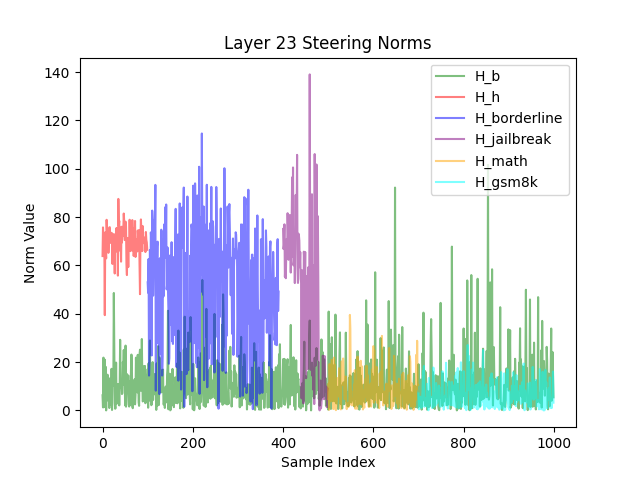 Layer 23 Steering Norms
Norm Value
140
120
100
80
60
40
20
0
H_b
H_h
H_borderline
H_jailbreak
H_math
H_gsm8k
0
200
400
600
800
1000
Sample Index